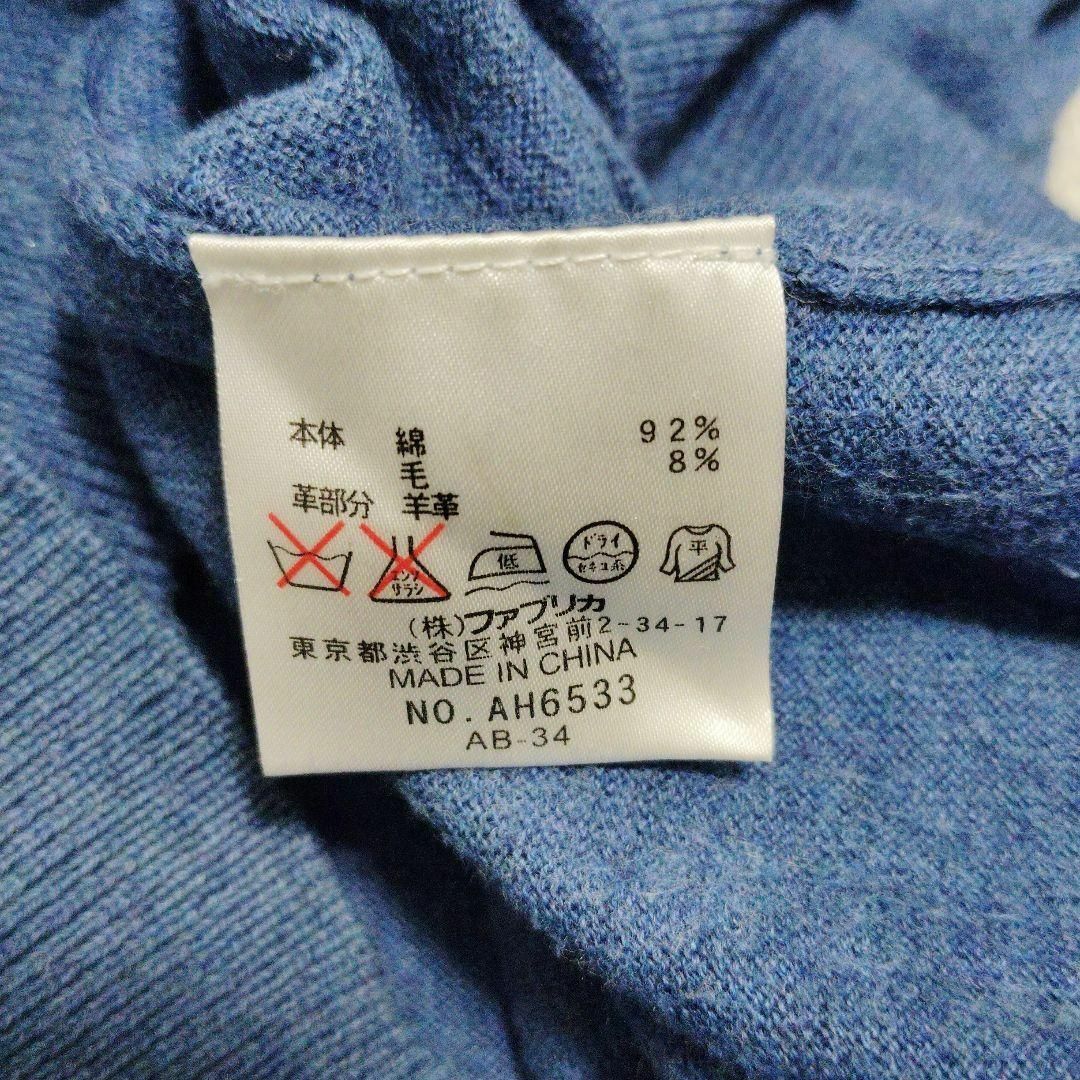 本体 綿 92%
毛 8%
革部分 羊革
エンソ サラシ 低 ドライ セキユ系 平
(株)ファブリカ
東京都渋谷区神宮前2-34-17
MADE IN CHINA
NO. AH6533
AB-34